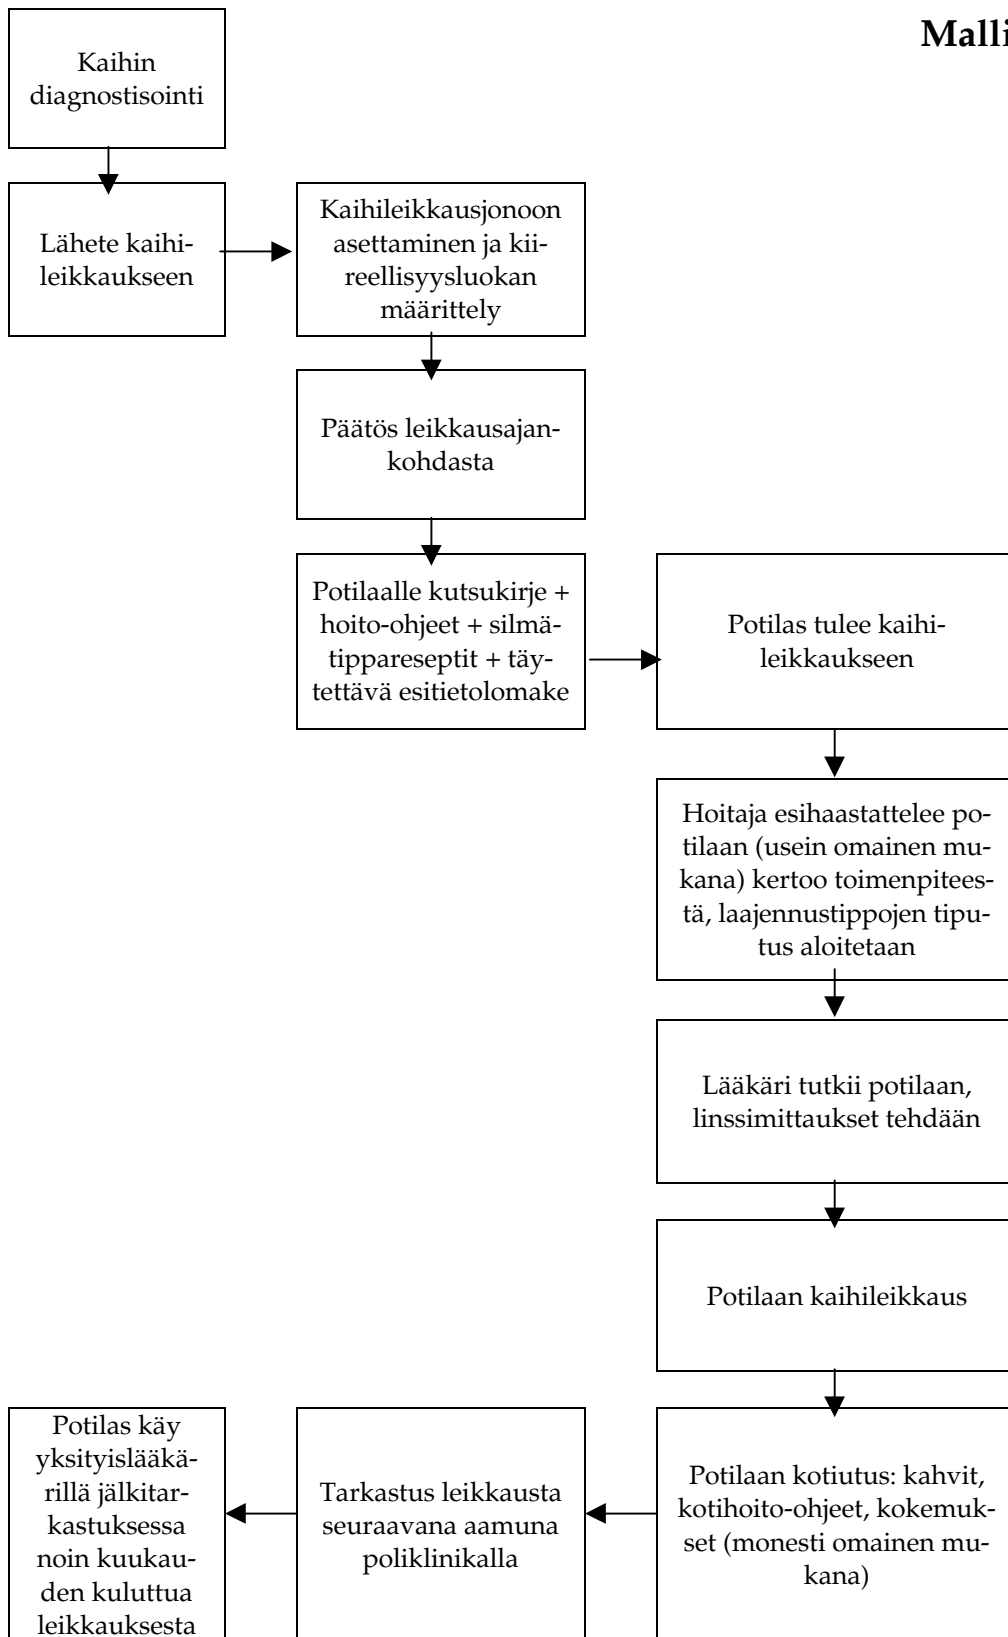 Malli
Kaihin
diagnostisointi
Lähete kaihi-
leikkaukseen
Kaihileikkausjonoon
asettaminen ja kii-
reellisyysluokan
määrittely
Päätös leikkausajan-
kohdasta
Potilaalle kutsukirje +
hoito-ohjeet + silmä-
tippareseptit + täy-
tettävä esitietolomake
Potilas tulee kaihi-
leikkaukseen
Hoitaja esihaastattelee po-
tilaan (usein omainen mu-
kana) kertoo toimenpitees-
tä, laajennustippojen tipu-
tus aloitetaan
Lääkäri tutkii potilaan,
linssimittaukset tehdään
Potilaan kaihileikkaus
Potilaan kotiutus: kahvit,
kotihoito-ohjeet, kokemuk-
set (monesti omainen mu-
kana)
Tarkastus leikkausta
seuraavana aamuna
poliklinikalla
Potilas käy
yksityislääkä-
rillä jälkitar-
kastuksessa
noin kuukau-
den kuluttua
leikkauksesta